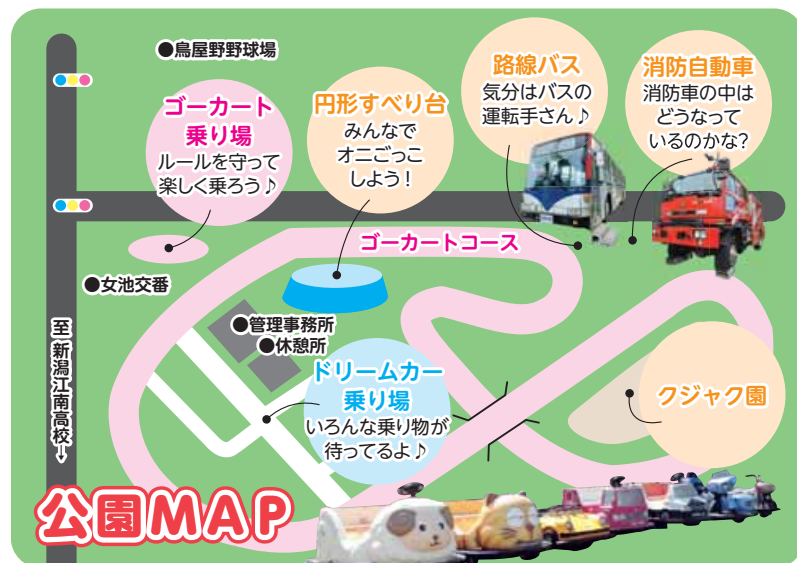 ●鳥屋野野球場
ゴーカート
乗り場
ルールを守って
楽しく乗ろう♪
円形すべり台
みんなで
オニごっこ
しよう!
路線バス
気分はバスの
運転手さん♪
消防自動車
消防車の中は
どうなって
いるのかな?
ゴーカートコース
●女池交番
●管理事務所
●休憩所
至 新潟江南高校→
ドリームカー
乗り場
いろんな乗り物が
待ってるよ♪
クジャク園
公園MAP